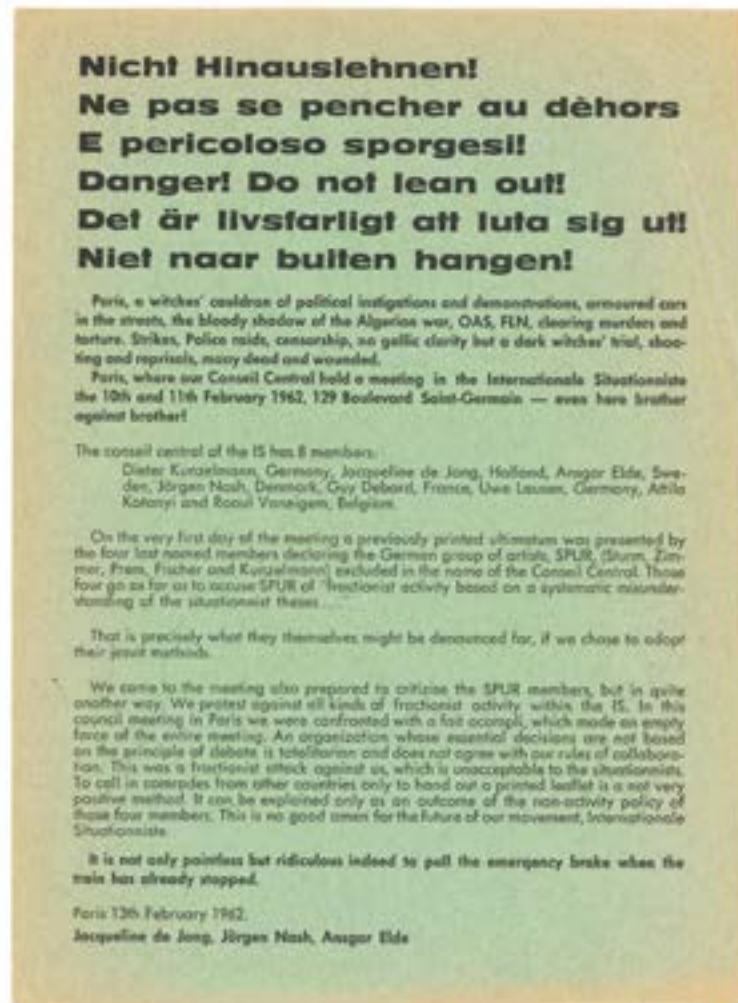 Nicht Hinauslehnen!
Ne pas se pencher au dèhors
E pericoloso sporgesi!
Danger! Do not lean out!
Det är livsfarligt att luta sig ut!
Niet naar buiten hangen!
Paris, a witches' cauldron of political instigations and demonstrations, armoured cars
in the streets, the bloody shadow of the Algerian war, OAS, FLN, clearing murders and
torture. Strikes, Police raids, censorship, no gallic clarity but a dark witches' trial, shoo-
ting and reprisals, many dead and wounded.
Paris, where our Conseil Central hold a meeting in the Internationale Situationniste
the 10th and 11th February 1962, 129 Boulevard Saint-Germain — even here brother
against brother!
The conseil central of the IS has 8 members:
Dieter Kunzelmann, Germany, Jacqueline de Jong, Holland, Ansgar Elde, Swe-
den, Jörgen Nash, Denmark, Guy Debord, France, Uwe Lausen, Germany, Attila
Kotanyi and Raoul Vaneigem, Belgium.
On the very first day of the meeting a previously printed ultimatum was presented by
the four last named members declaring the German group of artists, SPUR, (Sturm, Zim-
mer, Prem, Fischer and Kunzelmann) excluded in the name of the Conseil Central. Those
four go as far as to accuse SPUR of "fractionist activity based on a systematic misunder-
standing of the situationnist theses
That is precisely what they themselves might be denounced for, if we chose to adopt
their jesuit methods.
We came to the meeting also prepared to critizise the SPUR members, but in quite
another way. We protest against all kinds of fractionist activity within the IS. In this
council meeting in Paris we were confronted with a fait accompli, which made an empty
farce of the entire meeting. An organization whose essential decisions are not based
on the principle of debate is totalitarian and does not agree with our rules of collabora-
tion. This was a fractionist attack against us, which is unacceptable to the situationnists.
To call in comrades from other countries only to hand out a printed leaflet is a not very
positive method. It can be explained only as an outcome of the non-activity policy of
those four members. This is no good omen for the future of our movement, Internationale
Situationniste.
It is not only pointless but ridiculous indeed to pull the emergency brake when the
train has already stopped.
Paris 13th February 1962.
Jacqueline de Jong, Jörgen Nash, Ansgar Elde